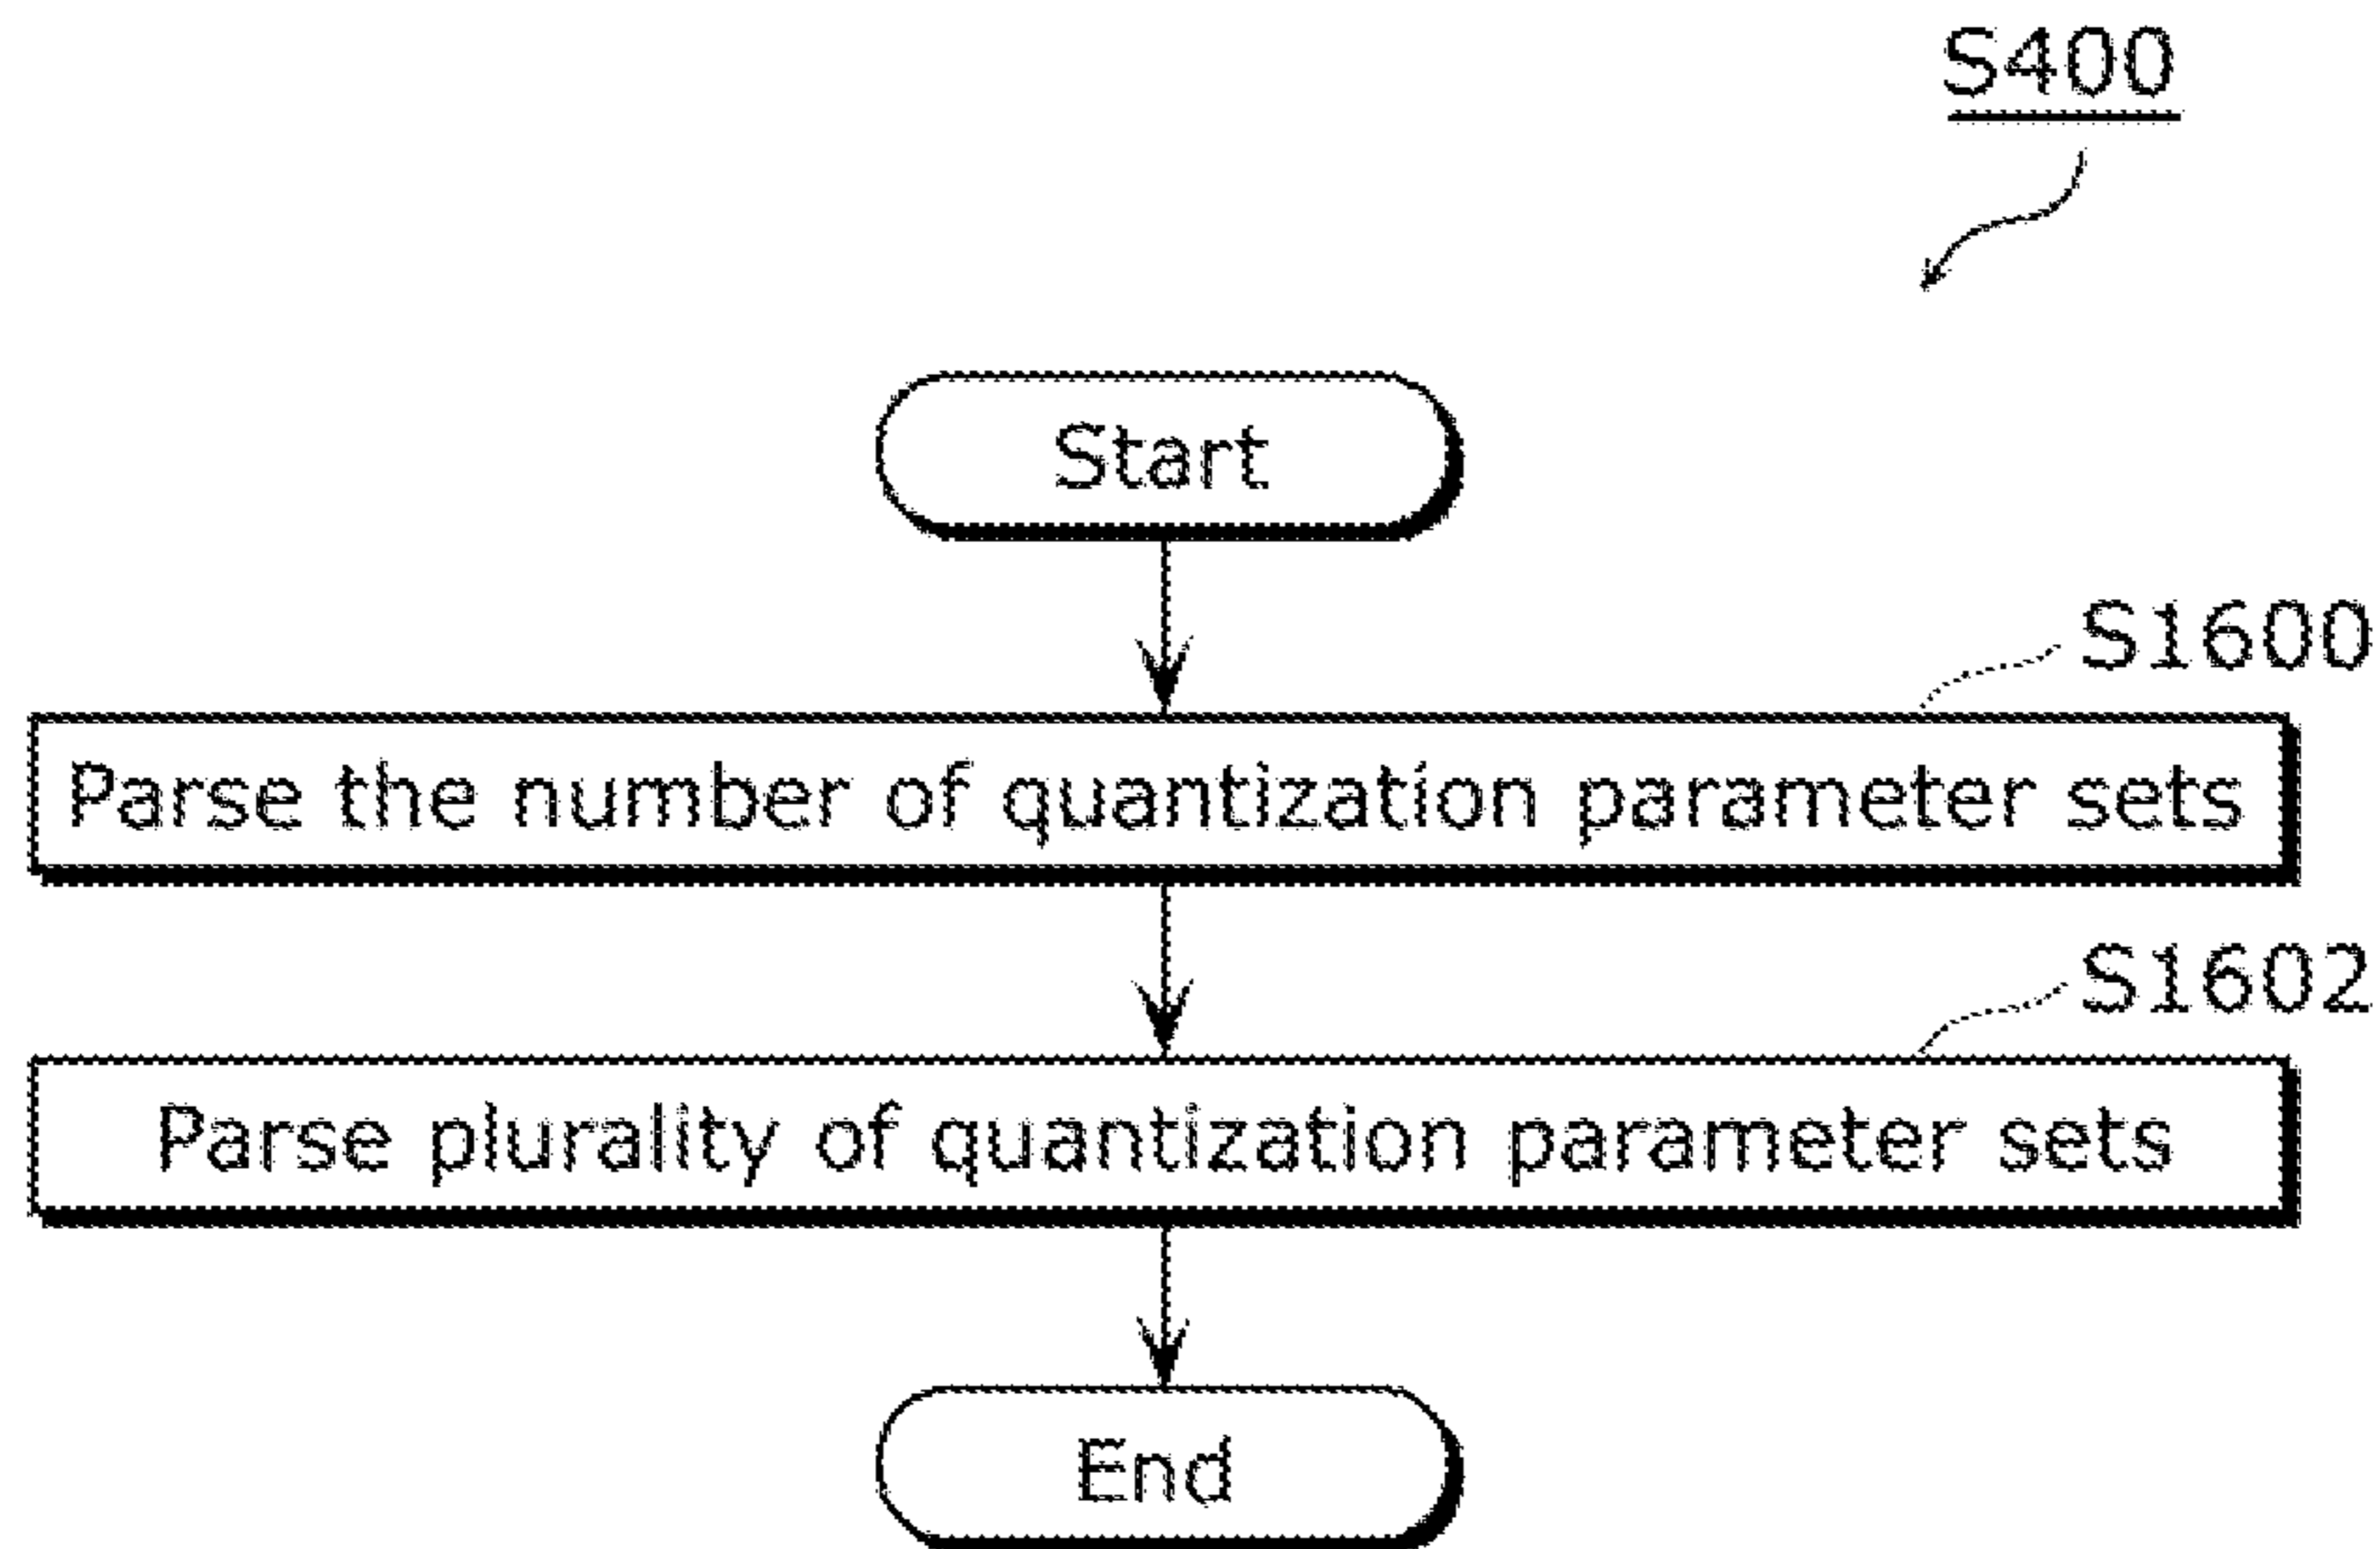 S400
Start
S1600
Parse the number of quantization parameter sets
S1602
Parse plurality of quantization parameter sets
End